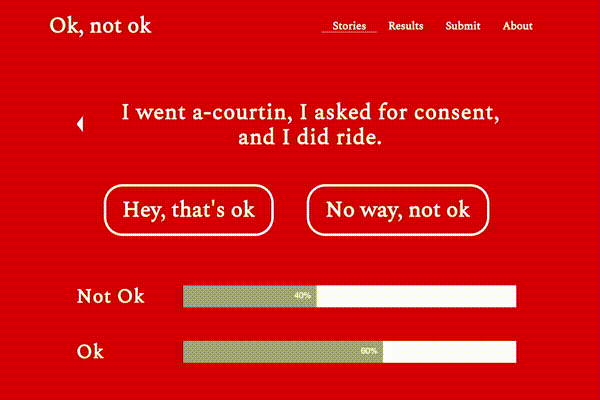 Ok, not ok
Stories Results Submit About
I went a-courtin, I asked for consent,
and I did ride.
Hey, that's ok No way, not ok
Not Ok 40%
Ok 60%